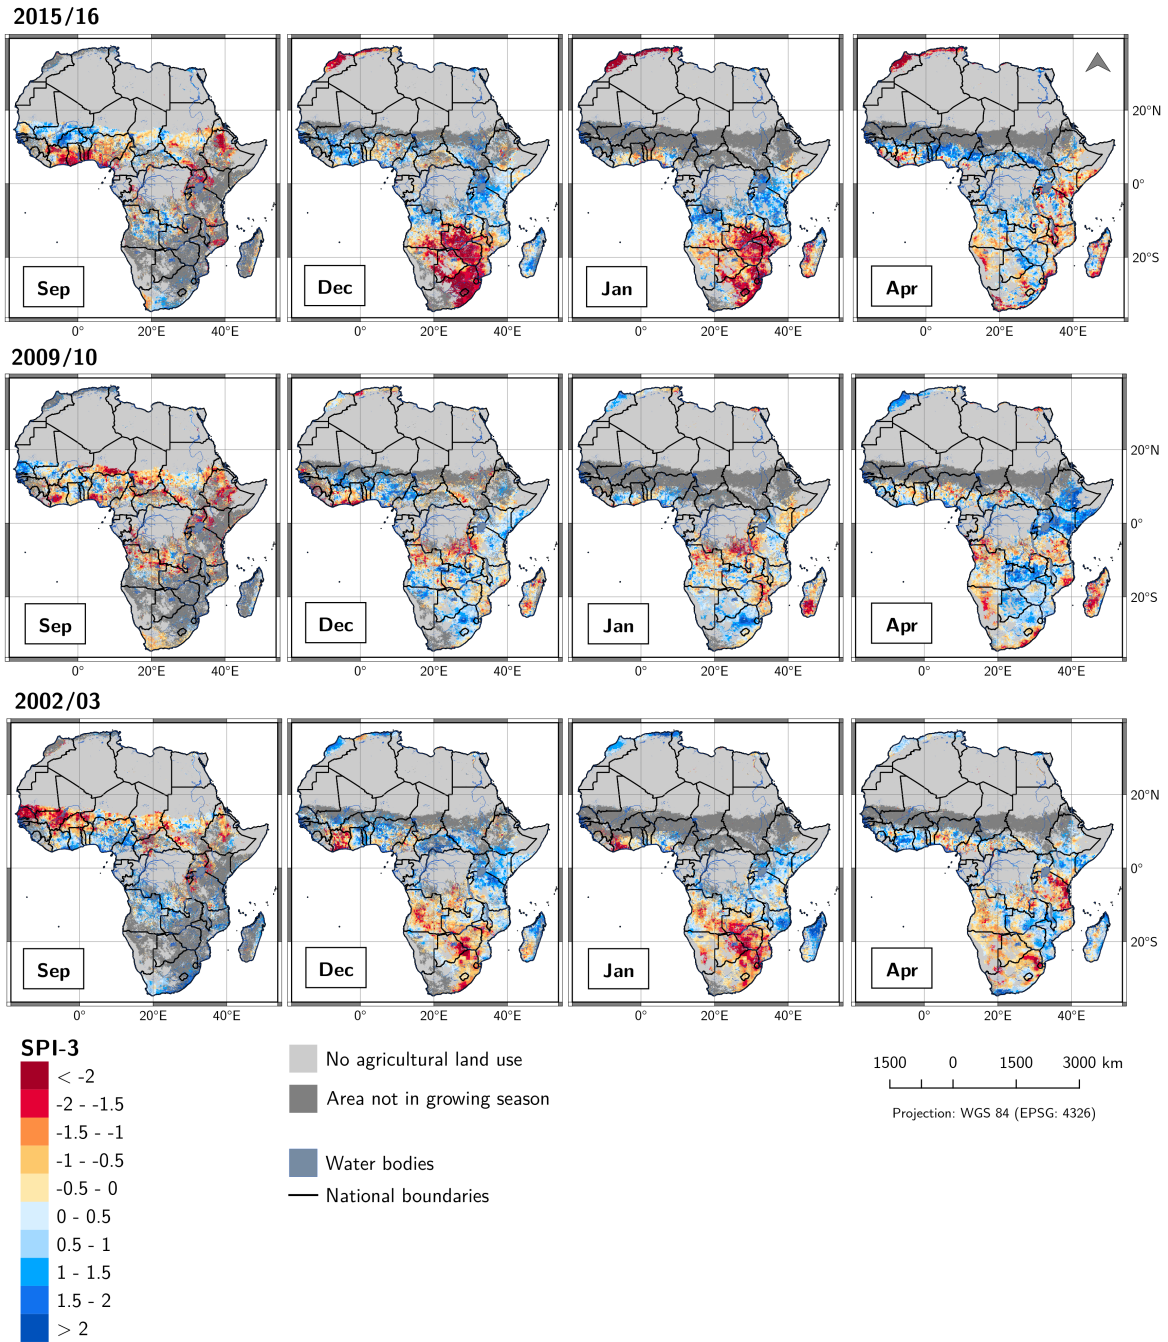 2015/16
Sep
Dec
Jan
Apr
20°N
0°
20°S
0° 20°E 40°E
0° 20°E 40°E
0° 20°E 40°E
0° 20°E 40°E
2009/10
Sep
Dec
Jan
Apr
20°N
0°
20°S
0° 20°E 40°E
0° 20°E 40°E
0° 20°E 40°E
0° 20°E 40°E
2002/03
Sep
Dec
Jan
Apr
20°N
0°
20°S
0° 20°E 40°E
0° 20°E 40°E
0° 20°E 40°E
0° 20°E 40°E
SPI-3
< -2
-2 - -1.5
-1.5 - -1
-1 - -0.5
-0.5 - 0
0 - 0.5
0.5 - 1
1 - 1.5
1.5 - 2
> 2
No agricultural land use
Area not in growing season
Water bodies
National boundaries
1500 0 1500 3000 km
Projection: WGS 84 (EPSG: 4326)